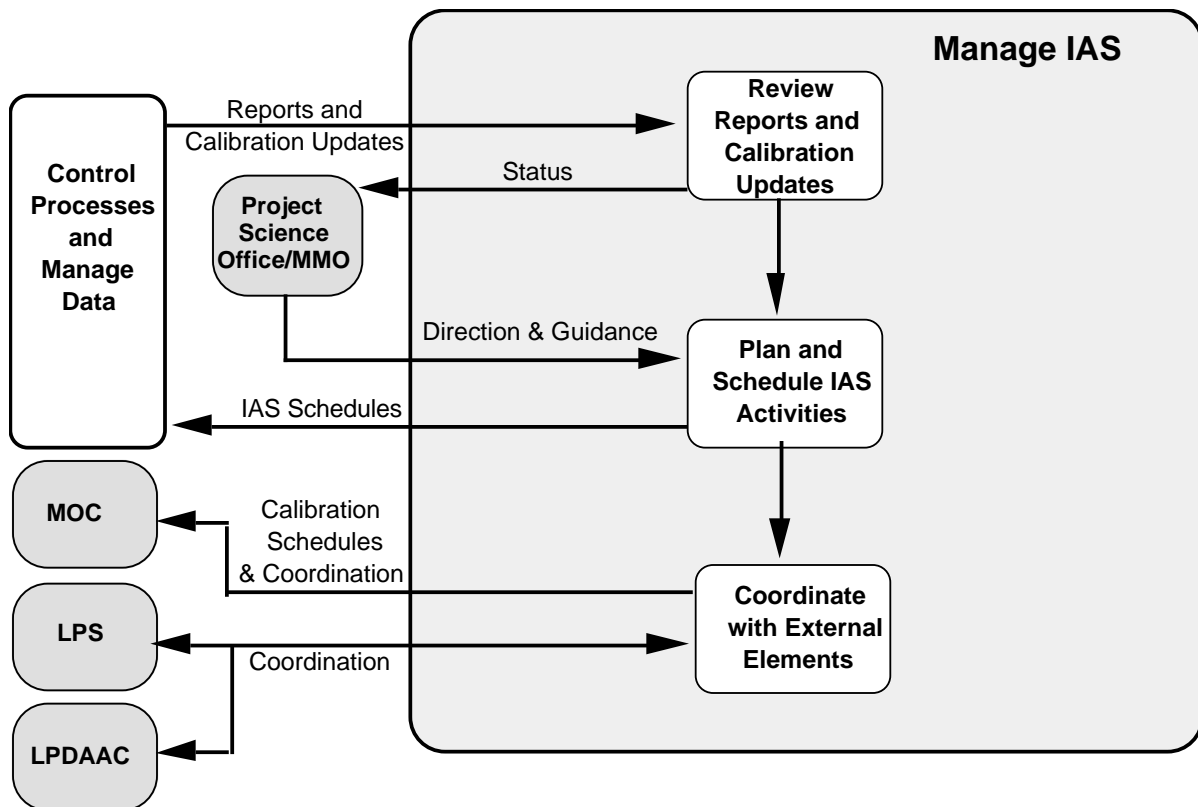 Manage IAS
Reports and
Calibration Updates
Review
Reports and
Calibration
Updates
Control
Processes
and
Manage
Data
Status
Project
Science
Office/MMO
Direction & Guidance
Plan and
Schedule IAS
Activities
IAS Schedules
MOC
Calibration
Schedules
& Coordination
Coordinate
with External
Elements
LPS
Coordination
LPDAAC